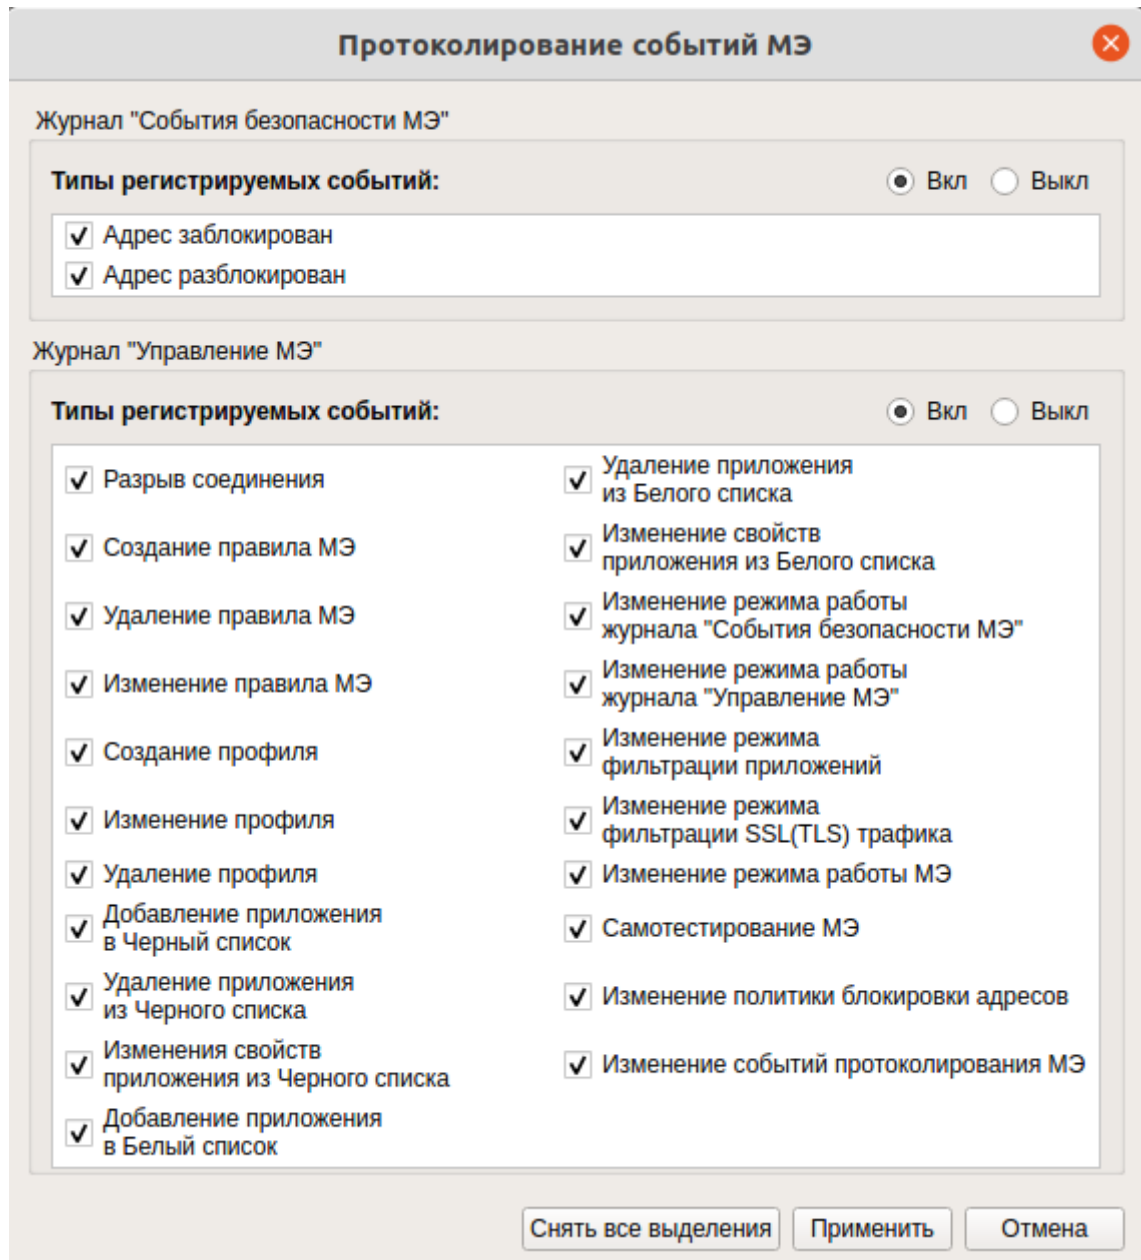 Протоколирование событий МЭ
Журнал "События безопасности МЭ"
Типы регистрируемых событий:
Вкл
Выкл
Адрес заблокирован
Адрес разблокирован
Журнал "Управление МЭ"
Типы регистрируемых событий:
Вкл
Выкл
Разрыв соединения
Создание правила МЭ
Удаление правила МЭ
Изменение правила МЭ
Создание профиля
Изменение профиля
Удаление профиля
Добавление приложения
в Черный список
Удаление приложения
из Черного списка
Изменения свойств
приложения из Черного списка
Добавление приложения
в Белый список
Удаление приложения
из Белого списка
Изменение свойств
приложения из Белого списка
Изменение режима работы
журнала "События безопасности МЭ"
Изменение режима работы
журнала "Управление МЭ"
Изменение режима
фильтрации приложений
Изменение режима
фильтрации SSL(TLS) трафика
Изменение режима работы МЭ
Самотестирование МЭ
Изменение политики блокировки адресов
Изменение событий протоколирования МЭ
Снять все выделения
Применить
Отмена